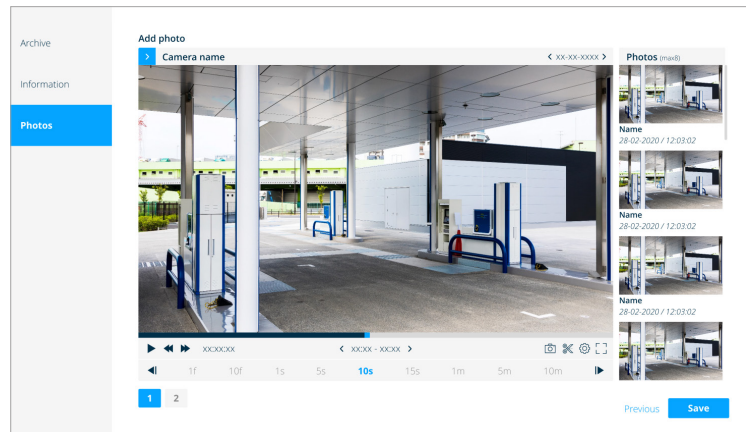 Archive
Information
Photos
Add photo
Camera name
xx-xx-xxxx
Photos (max8)
Name
28-02-2020 / 12:03:02
Name
28-02-2020 / 12:03:02
Name
28-02-2020 / 12:03:02
xx:xx:xx
xx:xx - xx:xx
1f 10f 1s 5s 10s 15s 1m 5m 10m
1 2
Previous Save